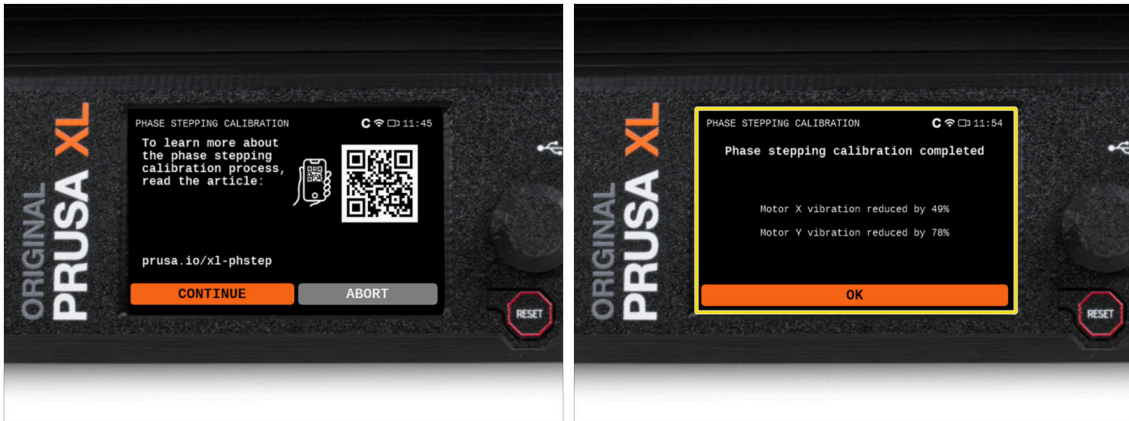 ORIGINAL
PRUSA XL
PHASE STEPPING CALIBRATION
C 11:45
To learn more about
the phase stepping
calibration process,
read the article:
prusa.io/xl-phstep
CONTINUE
ABORT
RESET
ORIGINAL
PRUSA XL
PHASE STEPPING CALIBRATION
C 11:54
Phase stepping calibration completed
Motor X vibration reduced by 49%
Motor Y vibration reduced by 78%
OK
RESET